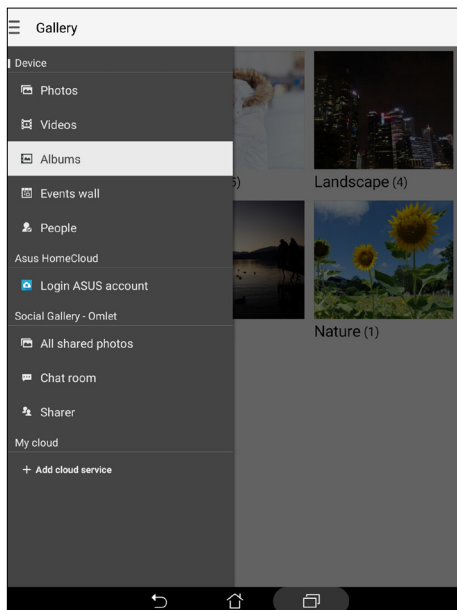 Gallery
Device
Photos
Videos
Albums
Events wall
People
Asus HomeCloud
Login ASUS account
Social Gallery - Omlet
All shared photos
Chat room
Sharer
My cloud
+ Add cloud service
5)
Landscape (4)
Nature (1)